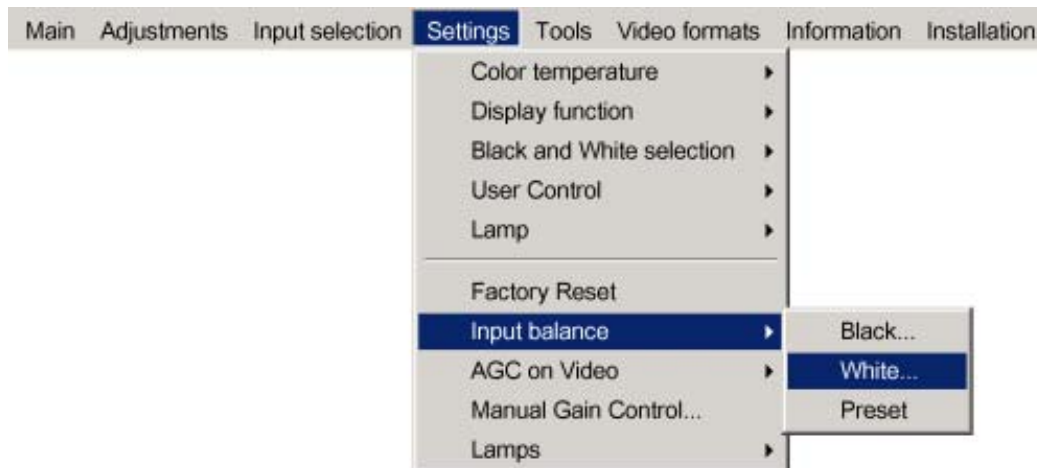 Main Adjustments Input selection Settings Tools Video formats Information Installation
Color temperature
Display function
Black and White selection
User Control
Lamp
Factory Reset
Input balance
Black...
White...
Preset
AGC on Video
Manual Gain Control...
Lamps